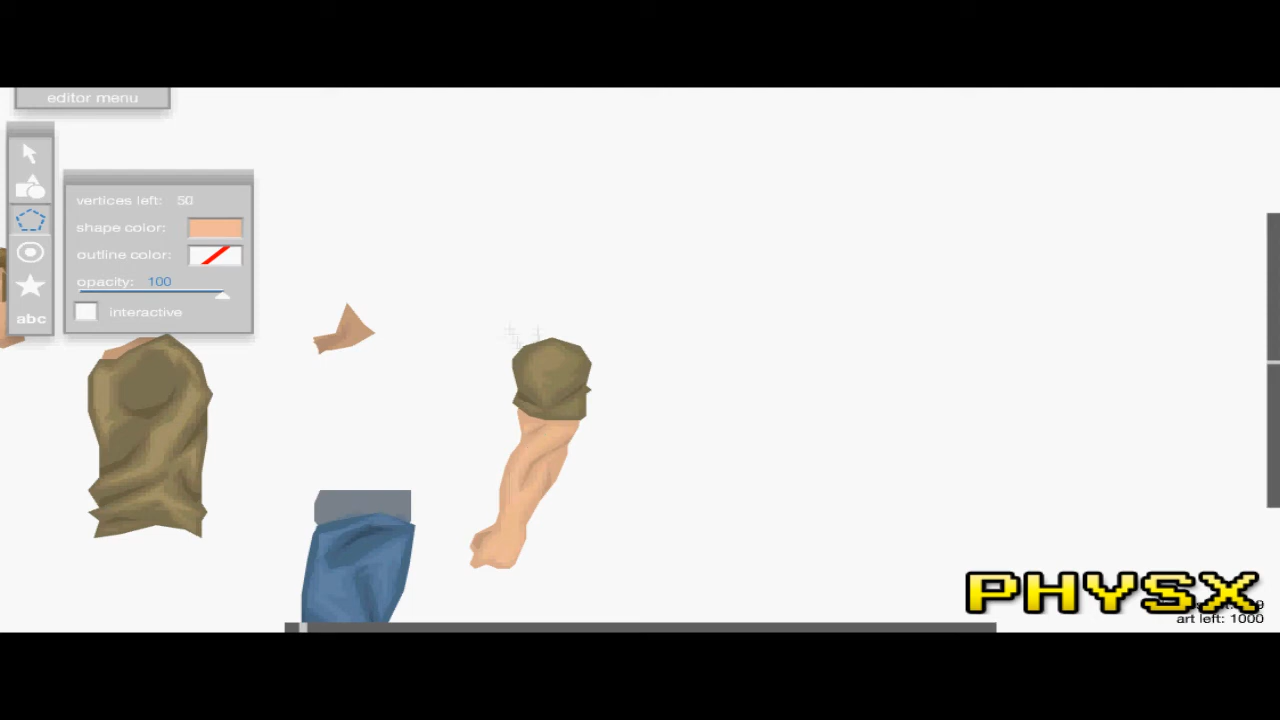 editor menu
vertices left: 50
shape color:
outline color:
opacity: 100
interactive
abc
PHYSX
art left: 1000